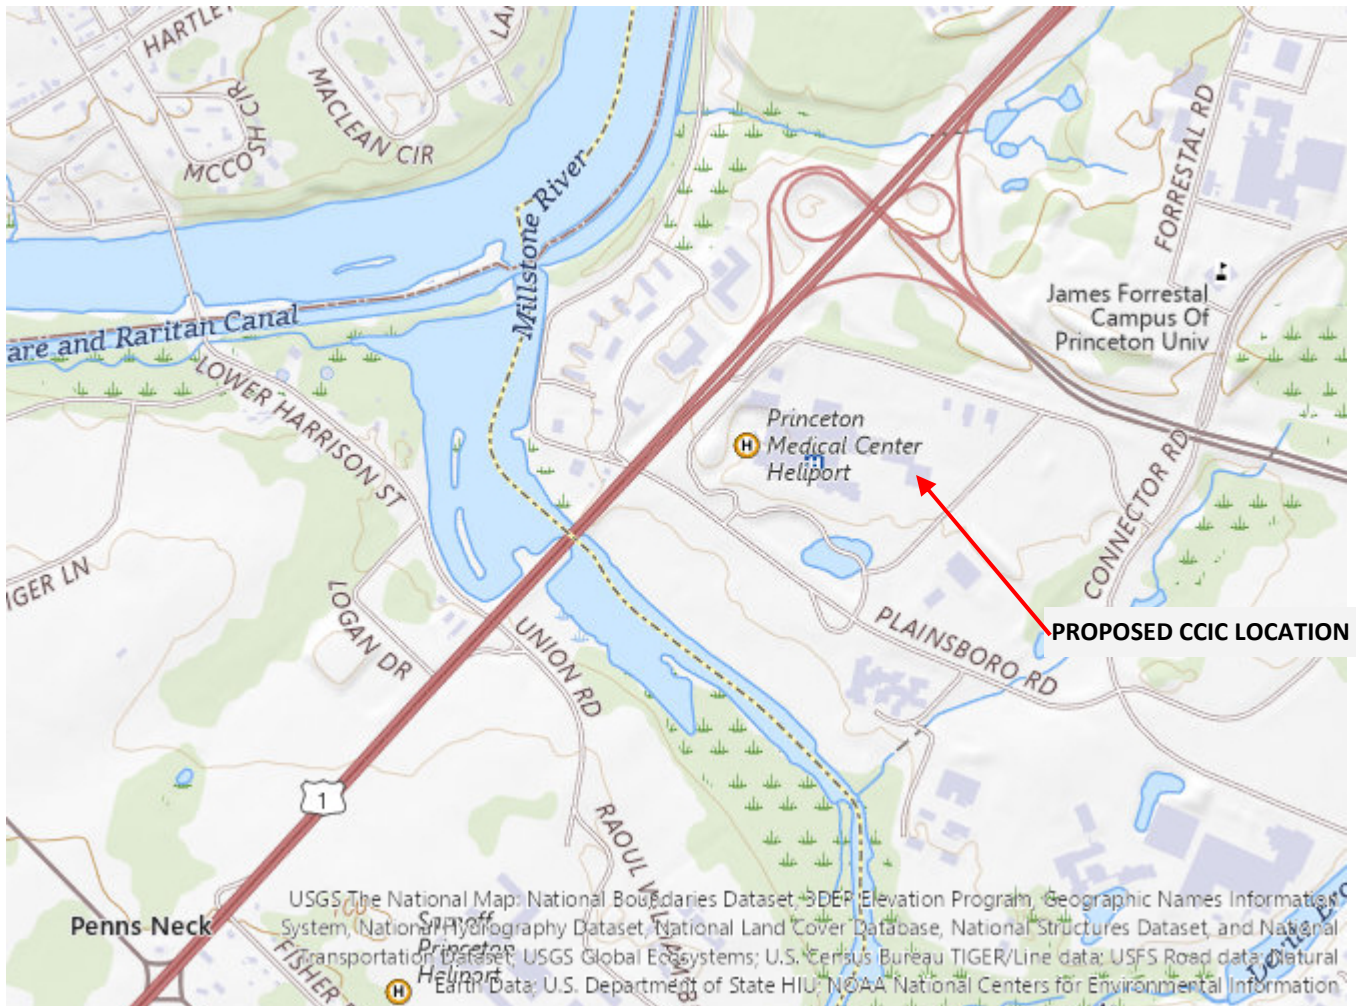 HARTLEY
LAN
MACLEAN CIR
MCCOSH CIR
Millstone River
FORRESTAL RD
James Forrestal
Campus Of
Princeton Univ
are and Raritan Canal
LOWER HARRISON ST
Princeton
Medical Center
Heliport
H
CONNECTOR RD
IGER LN
LOGAN DR
UNION RD
PLAINSBORO RD
PROPOSED CCIC LOCATION
1
RAOUL WALLENB
Penns Neck
FISHER
Sarnoff
Princeton
Heliport
H
USGS The National Map: National Boundaries Dataset, 3DEP Elevation Program, Geographic Names Information
System, National Hydrography Dataset, National Land Cover Database, National Structures Dataset, and National
Transportation Dataset; USGS Global Ecosystems; U.S. Census Bureau TIGER/Line data; USFS Road data; Natural
Earth Data; U.S. Department of State HIU; NOAA National Centers for Environmental Information